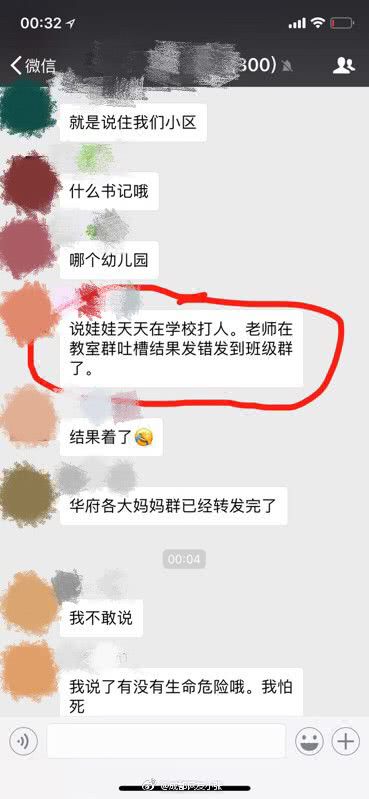 00:32
微信
300)
就是说住我们小区
什么书记哦
哪个幼儿园
说娃娃天天在学校打人。老师在
教室群吐槽结果发错发到班级群
了。
结果着了
华府各大妈妈群已经转发完了
00:04
我不敢说
我说了有没有生命危险哦。我怕
死